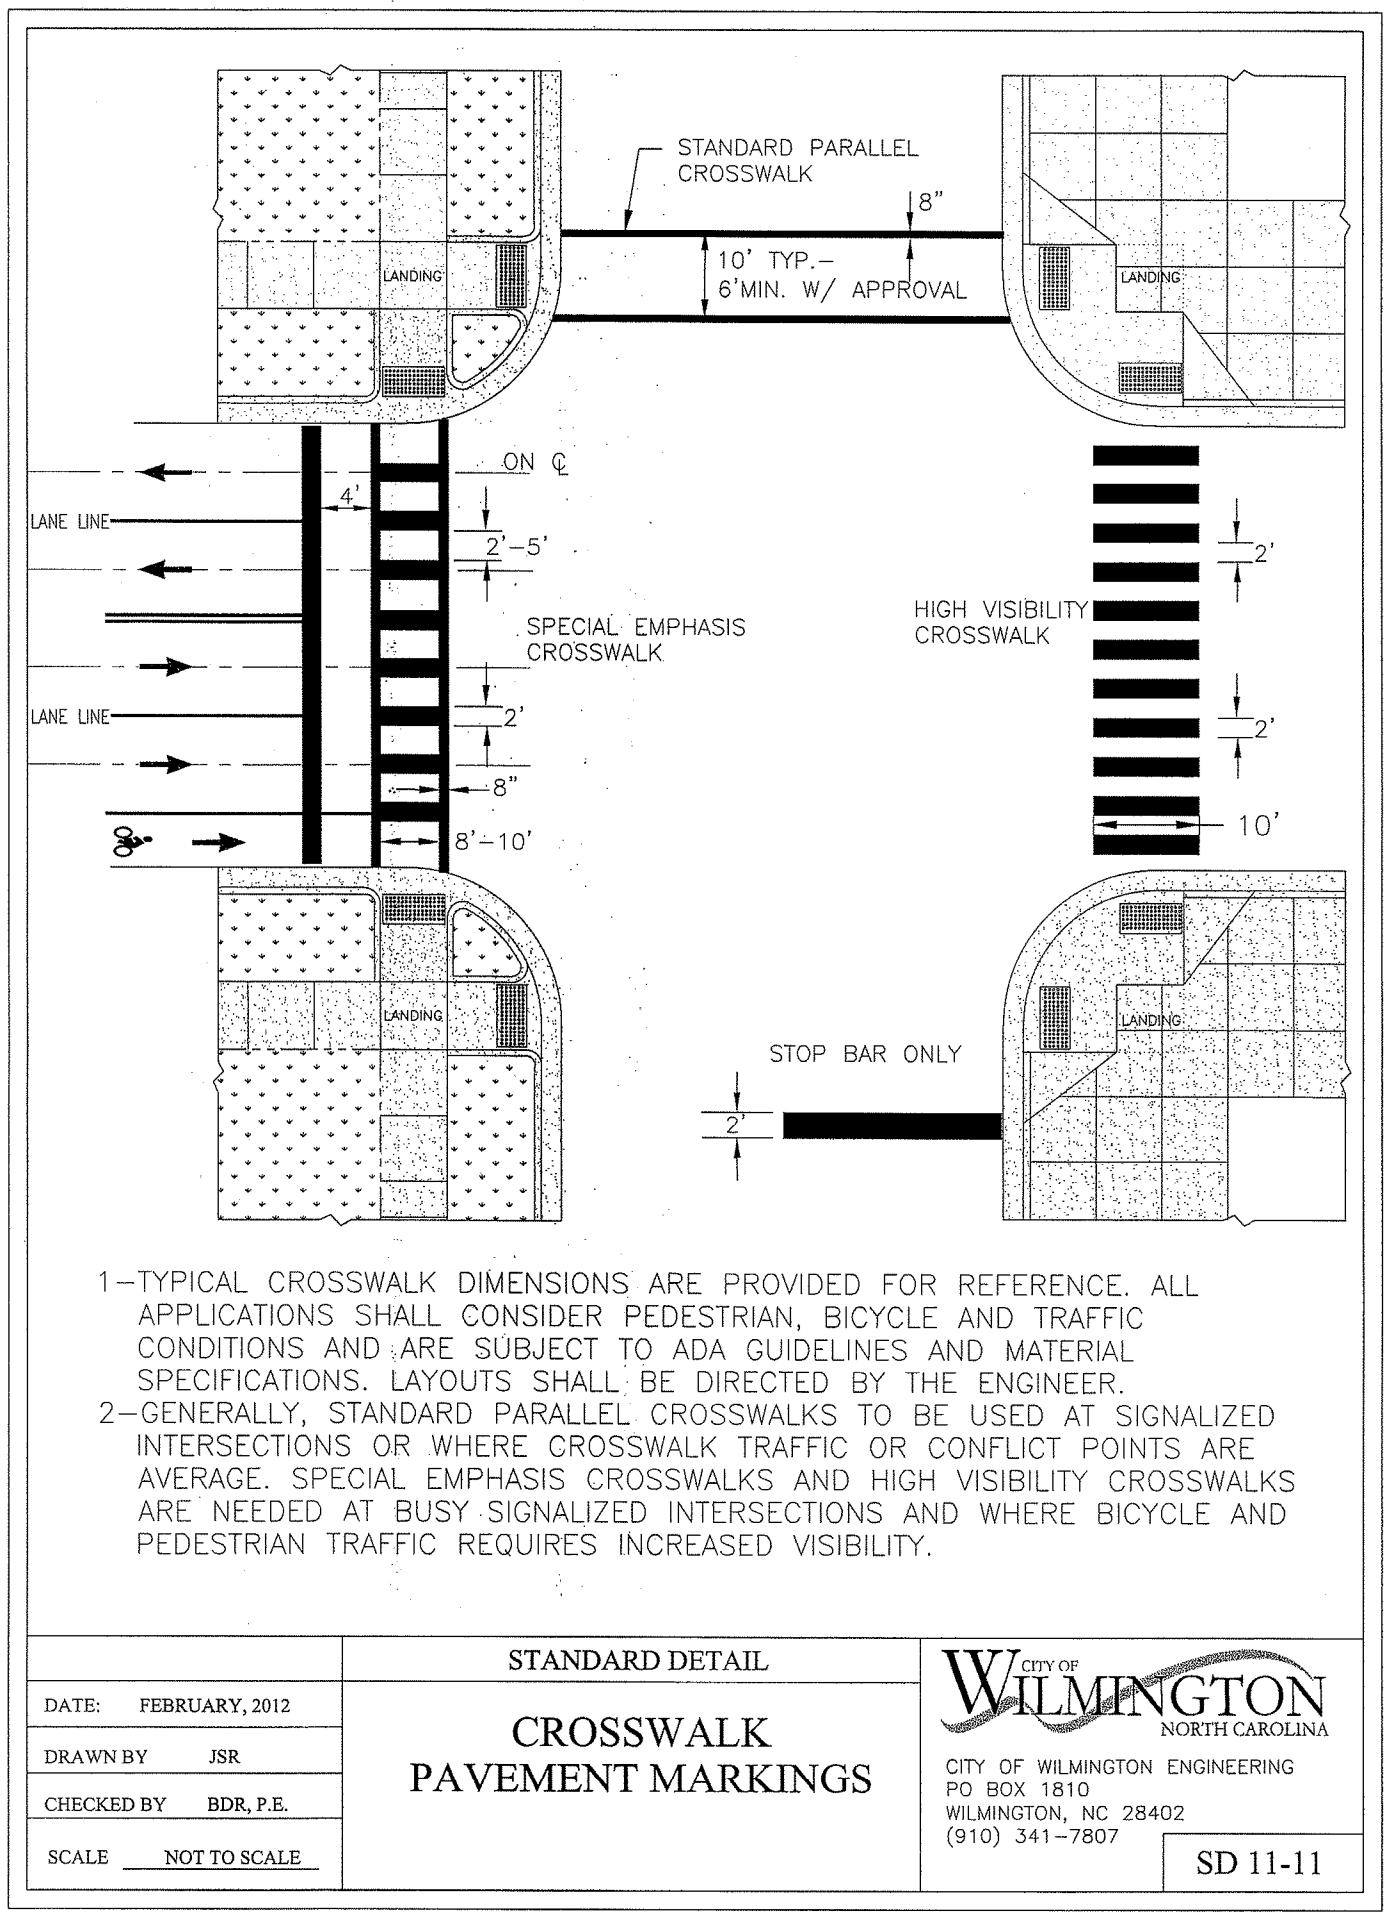 STANDARD PARALLEL
CROSSWALK
8"
10' TYP.-
6'MIN. W/ APPROVAL
LANDING
LANDING
ON ℄
4'
LANE LINE
2'-5'
2'
HIGH VISIBILITY
CROSSWALK
SPECIAL EMPHASIS
CROSSWALK
LANE LINE
2'
2'
8"
10'
8'-10'
LANDING
LANDING
STOP BAR ONLY
2'
1-TYPICAL CROSSWALK DIMENSIONS ARE PROVIDED FOR REFERENCE. ALL
APPLICATIONS SHALL CONSIDER PEDESTRIAN, BICYCLE AND TRAFFIC
CONDITIONS AND ARE SUBJECT TO ADA GUIDELINES AND MATERIAL
SPECIFICATIONS. LAYOUTS SHALL BE DIRECTED BY THE ENGINEER.
2-GENERALLY, STANDARD PARALLEL CROSSWALKS TO BE USED AT SIGNALIZED
INTERSECTIONS OR WHERE CROSSWALK TRAFFIC OR CONFLICT POINTS ARE
AVERAGE. SPECIAL EMPHASIS CROSSWALKS AND HIGH VISIBILITY CROSSWALKS
ARE NEEDED AT BUSY SIGNALIZED INTERSECTIONS AND WHERE BICYCLE AND
PEDESTRIAN TRAFFIC REQUIRES INCREASED VISIBILITY.
DATE: FEBRUARY, 2012
DRAWN BY JSR
CHECKED BY BDR, P.E.
SCALE NOT TO SCALE
STANDARD DETAIL
CROSSWALK
PAVEMENT MARKINGS
CITY OF
WILMINGTON
NORTH CAROLINA
CITY OF WILMINGTON ENGINEERING
PO BOX 1810
WILMINGTON, NC 28402
(910) 341-7807
SD 11-11